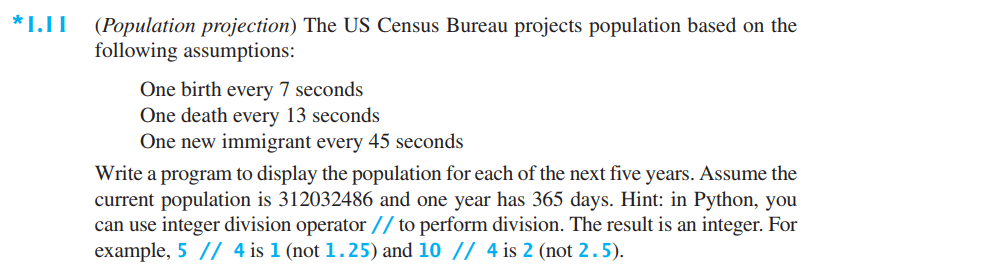 *1.11 (Population projection) The US Census Bureau projects population based on the
following assumptions:
One birth every 7 seconds
One death every 13 seconds
One new immigrant every 45 seconds
Write a program to display the population for each of the next five years. Assume the
current population is 312032486 and one year has 365 days. Hint: in Python, you
can use integer division operator // to perform division. The result is an integer. For
example, 5 // 4 is 1 (not 1.25) and 10 // 4 is 2 (not 2.5).